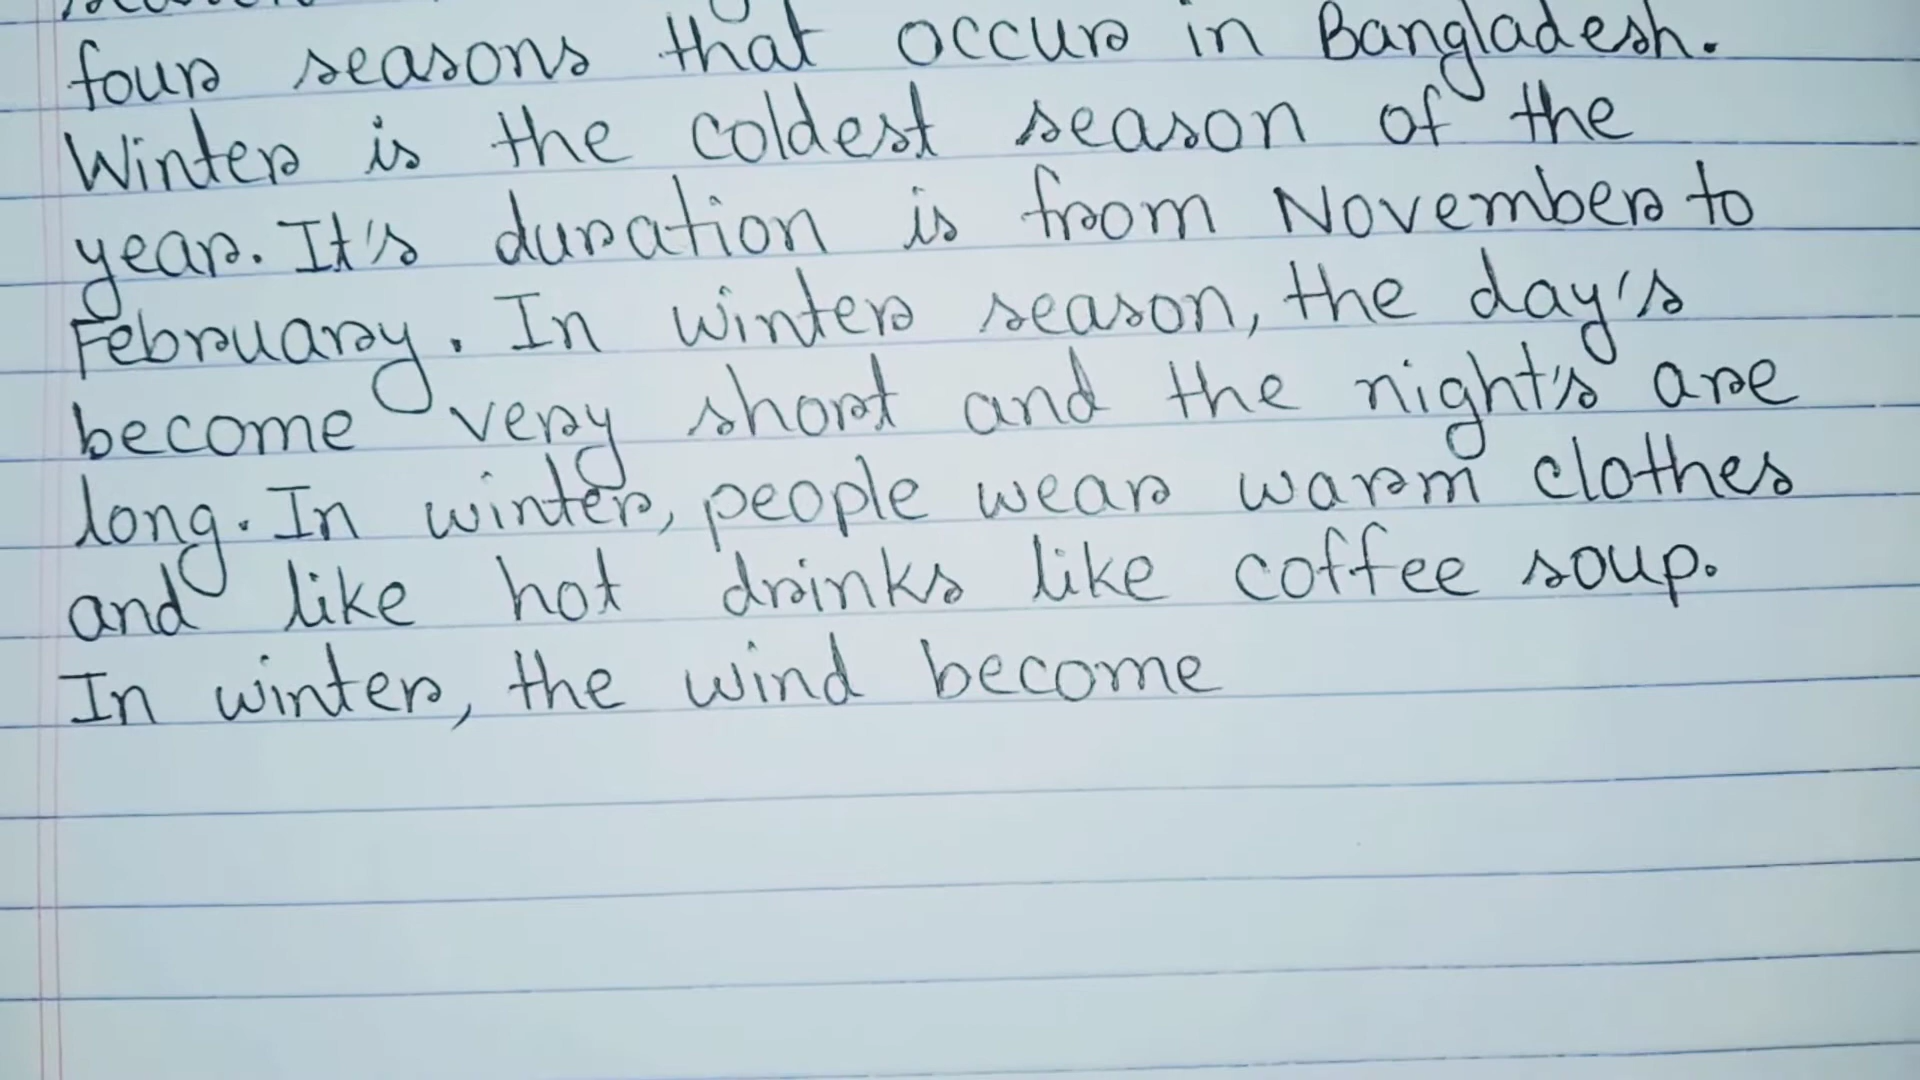 four seasons that occur in Bangladesh.
Winter is the coldest season of the
year. It's duration is from November to
February. In winter season, the day's
become very short and the night's are
long. In winter, people wear warm clothes
and like hot drinks like coffee soup.
In winter, the wind become